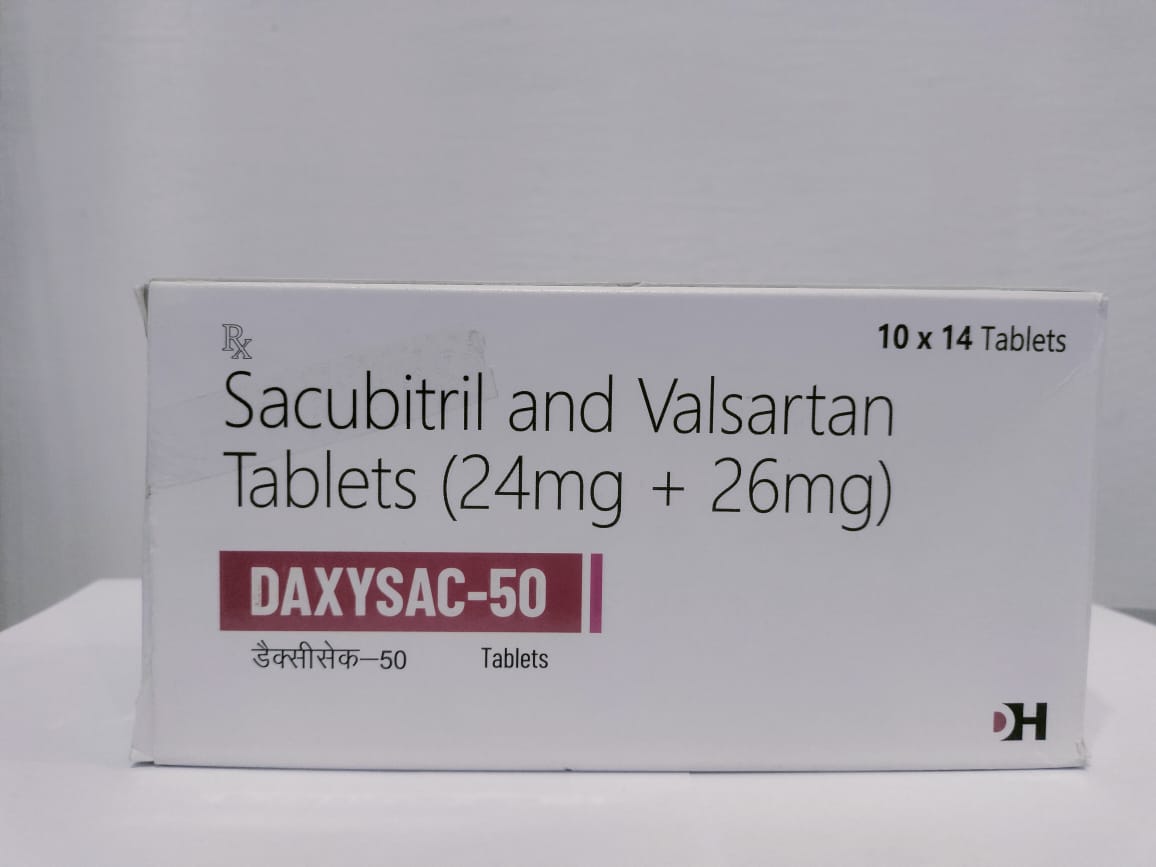 Rx
10 x 14 Tablets
Sacubitril and Valsartan
Tablets (24mg + 26mg)
DAXYSAC-50
डैक्सीसेक–50 Tablets
DH